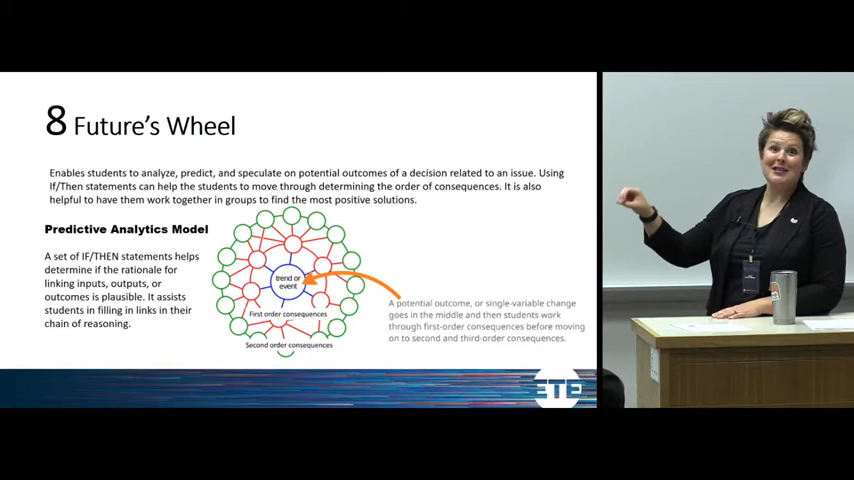 8 Future's Wheel
Enables students to analyze, predict, and speculate on potential outcomes of a decision related to an issue. Using
If/Then statements can help the students to move through determining the order of consequences. It is also
helpful to have them work together in groups to find the most positive solutions.
Predictive Analytics Model
A set of IF/THEN statements helps
determine if the rationale for
linking inputs, outputs, or
outcomes is plausible. It assists
students in filling in links in their
chain of reasoning.
trend or
event
First order consequences
Second order consequences
A potential outcome, or single-variable change
goes in the middle and then students work
through first-order consequences before moving
on to second and third-order consequences.
ETE